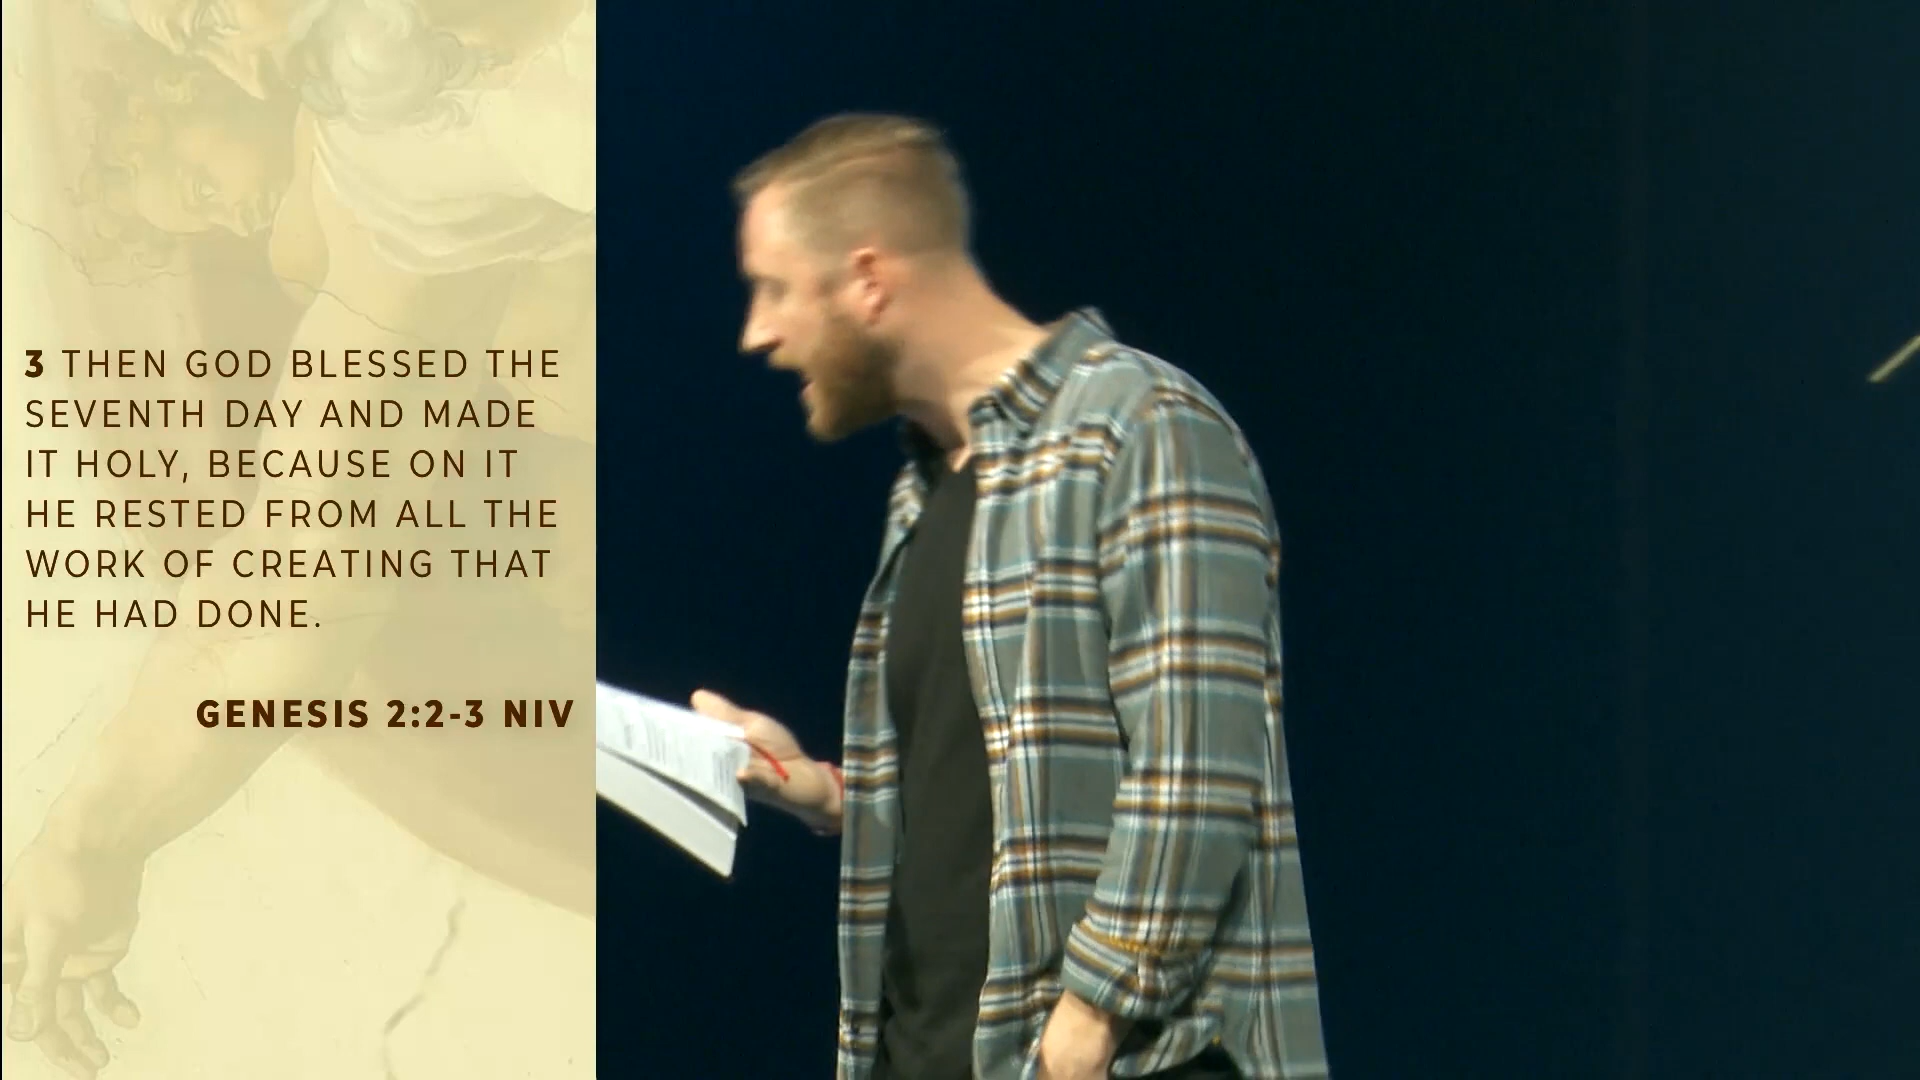 3 THEN GOD BLESSED THE
SEVENTH DAY AND MADE
IT HOLY, BECAUSE ON IT
HE RESTED FROM ALL THE
WORK OF CREATING THAT
HE HAD DONE.
GENESIS 2:2-3 NIV